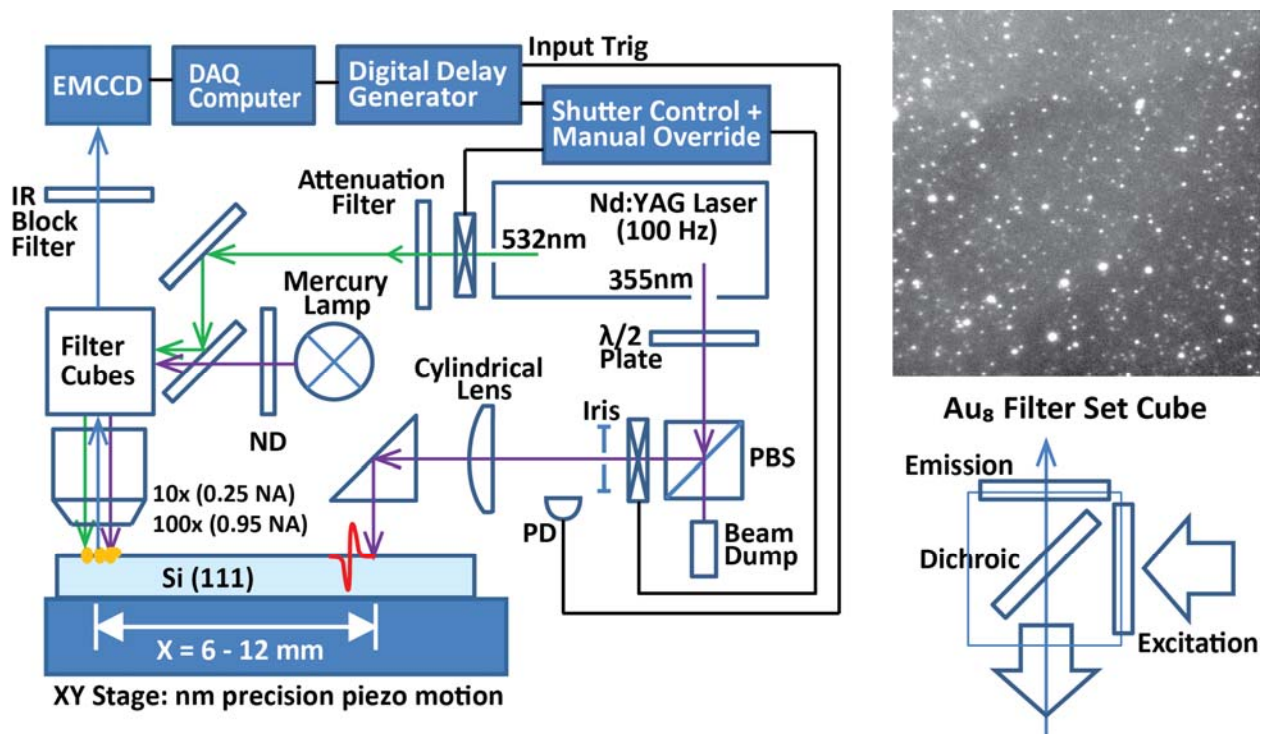 Input Trig
EMCCD
DAQ
Computer
Digital Delay
Generator
Shutter Control +
Manual Override
IR
Block
Filter
Attenuation
Filter
Nd:YAG Laser
(100 Hz)
532nm
355nm
Mercury
Lamp
Filter
Cubes
λ/2
Plate
Cylindrical
Lens
Iris
ND
PBS
10x (0.25 NA)
100x (0.95 NA)
PD
Beam
Dump
Si (111)
X = 6 - 12 mm
XY Stage: nm precision piezo motion
Au₈ Filter Set Cube
Emission
Dichroic
Excitation